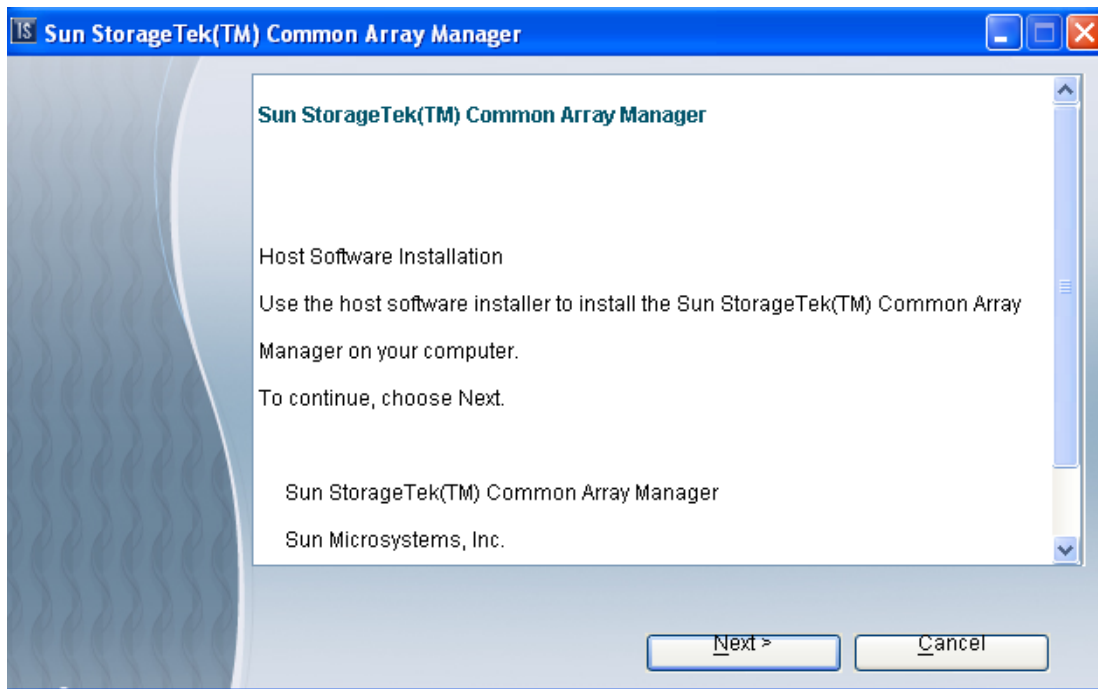 IS Sun StorageTek(TM) Common Array Manager
Sun StorageTek(TM) Common Array Manager
Host Software Installation
Use the host software installer to install the Sun StorageTek(TM) Common Array
Manager on your computer.
To continue, choose Next.
Sun StorageTek(TM) Common Array Manager
Sun Microsystems, Inc.
Next > Cancel